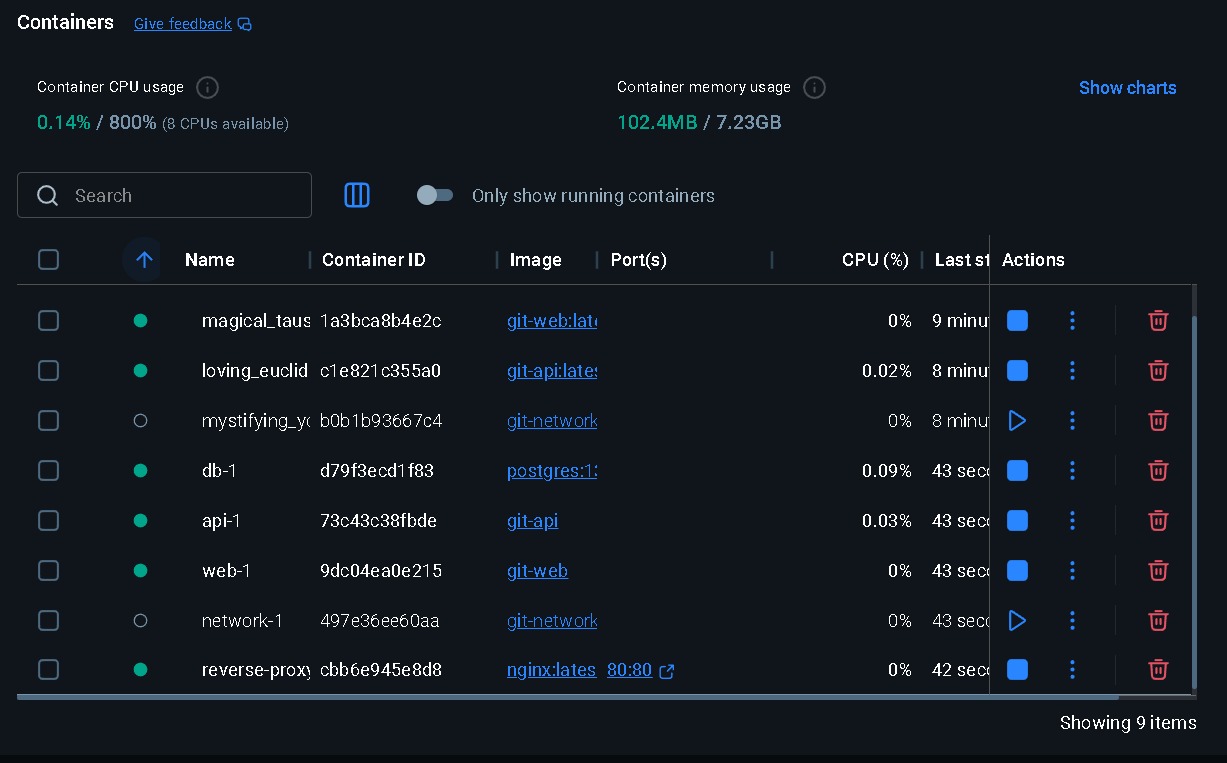 Containers Give feedback
Container CPU usage Container memory usage Show charts
0.14% / 800% (8 CPUs available) 102.4MB / 7.23GB
Search Only show running containers
Name Container ID Image Port(s) CPU (%) Last st Actions
magical_taus 1a3bca8b4e2c git-web:late 0% 9 minu
loving_euclid c1e821c355a0 git-api:lates 0.02% 8 minu
mystifying_yo b0b1b93667c4 git-network 0% 8 minu
db-1 d79f3ecd1f83 postgres:13 0.09% 43 seco
api-1 73c43c38fbde git-api 0.03% 43 seco
web-1 9dc04ea0e215 git-web 0% 43 seco
network-1 497e36ee60aa git-network 0% 43 seco
reverse-proxy cbb6e945e8d8 nginx:lates 80:80 0% 42 seco
Showing 9 items